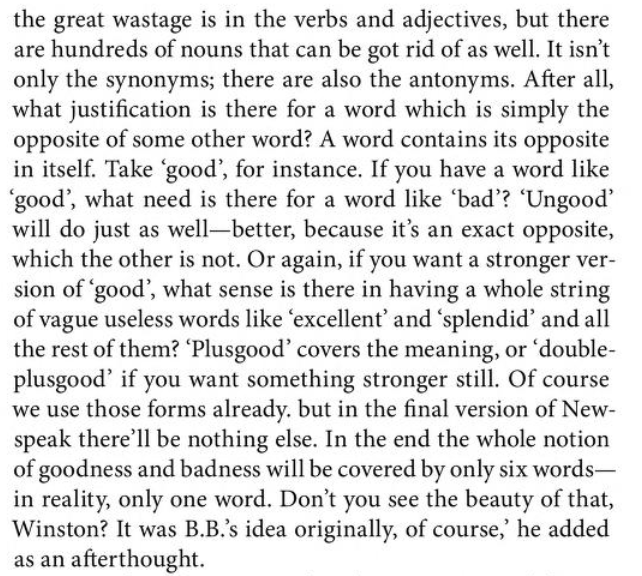 the great wastage is in the verbs and adjectives, but there
are hundreds of nouns that can be got rid of as well. It isn’t
only the synonyms; there are also the antonyms. After all,
what justification is there for a word which is simply the
opposite of some other word? A word contains its opposite
in itself. Take ‘good’, for instance. If you have a word like
‘good’, what need is there for a word like ‘bad’? ‘Ungood’
will do just as well—better, because it’s an exact opposite,
which the other is not. Or again, if you want a stronger ver-
sion of ‘good’, what sense is there in having a whole string
of vague useless words like ‘excellent’ and ‘splendid’ and all
the rest of them? ‘Plusgood’ covers the meaning, or ‘double-
plusgood’ if you want something stronger still. Of course
we use those forms already. but in the final version of New-
speak there’ll be nothing else. In the end the whole notion
of goodness and badness will be covered by only six words—
in reality, only one word. Don’t you see the beauty of that,
Winston? It was B.B.’s idea originally, of course,’ he added
as an afterthought.